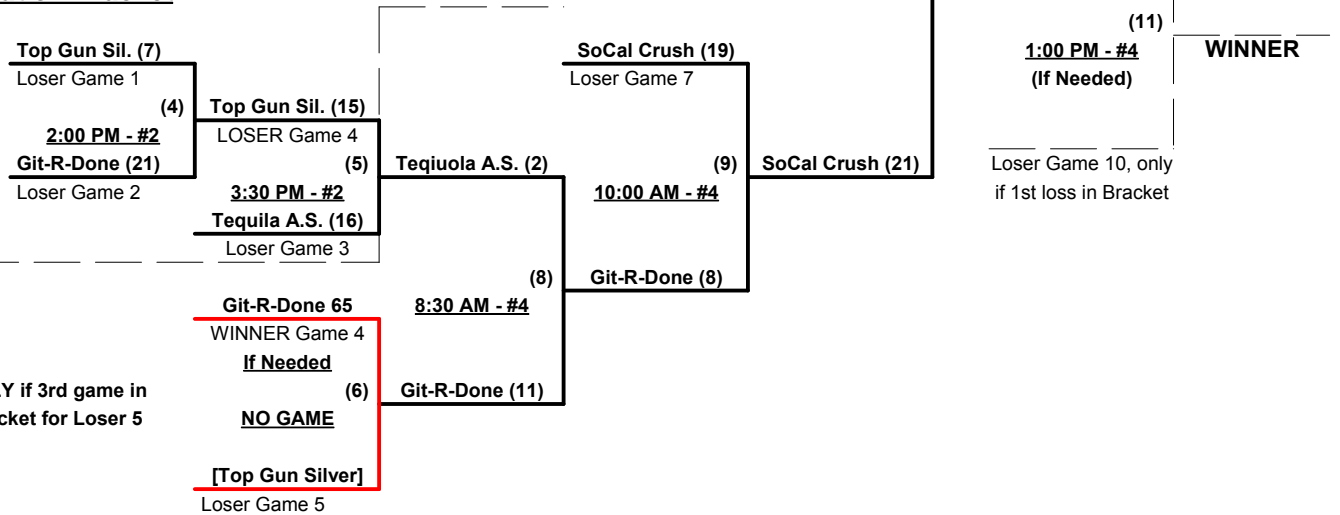 (11)
Top Gun Sil. (7)
SoCal Crush (19)
1:00 PM - #4
WINNER
Loser Game 1
Loser Game 7
(If Needed)
(4)
Top Gun Sil. (15)
2:00 PM - #2
LOSER Game 4
Git-R-Done (21)
(5)
Teqiuola A.S. (2)
(9)
SoCal Crush (21)
Loser Game 10, only
Loser Game 2
3:30 PM - #2
10:00 AM - #4
if 1st loss in Bracket
Tequila A.S. (16)
Loser Game 3
(8)
Git-R-Done (8)
Git-R-Done 65
8:30 AM - #4
WINNER Game 4
If Needed
Y if 3rd game in
(6)
Git-R-Done (11)
cket for Loser 5
NO GAME
[Top Gun Silver]
Loser Game 5